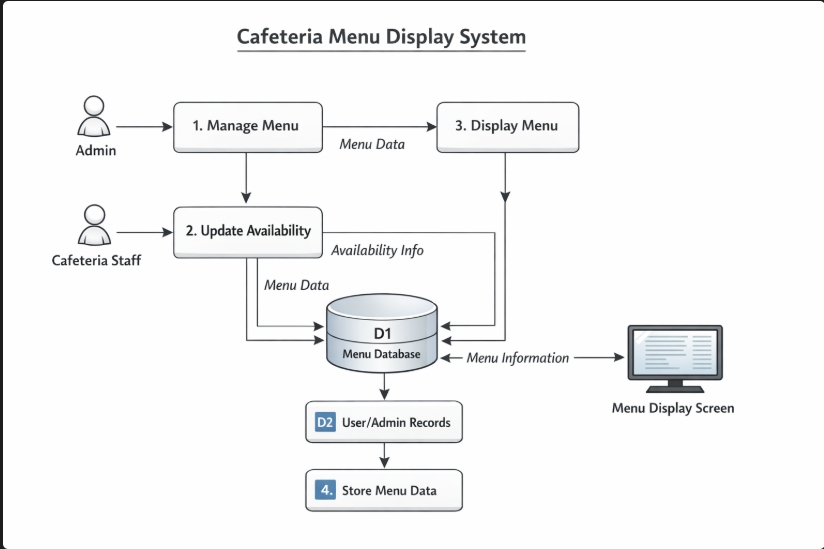 Cafeteria Menu Display System
Admin
1. Manage Menu
Menu Data
3. Display Menu
Cafeteria Staff
2. Update Availability
Availability Info
Menu Data
D1
Menu Database
Menu Information
Menu Display Screen
D2 User/Admin Records
4. Store Menu Data